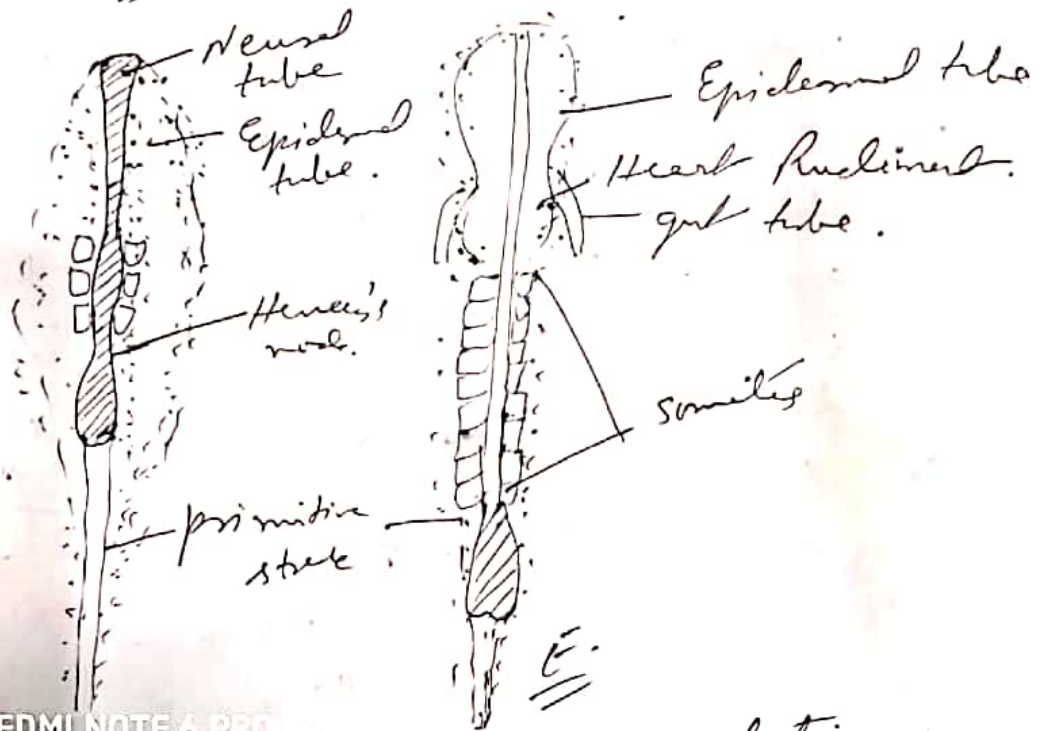 Neural
tube
Epidermal tube
Epidermal
tube.
Heart Rudiment.
gut tube.
Hensen's
node.
somites
primitive
streak.
E.